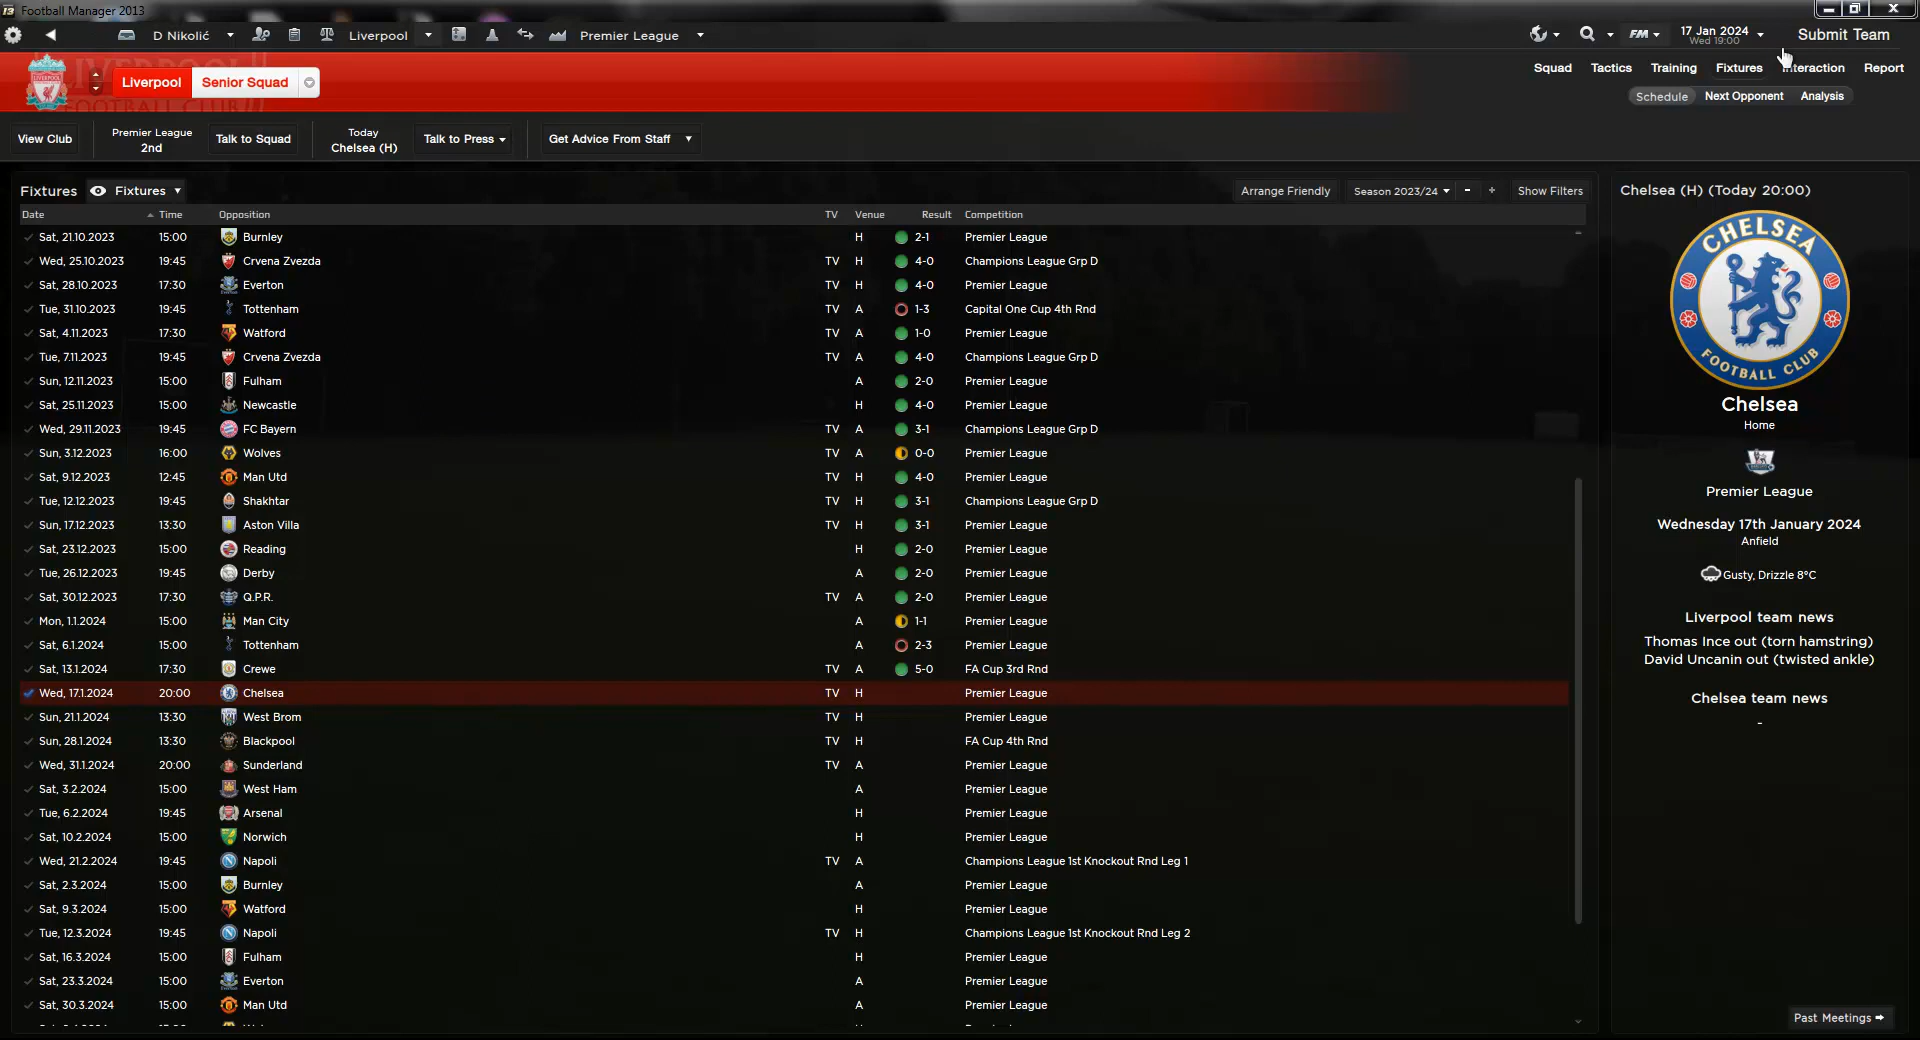 Football Manager 2013
D Nikolić Liverpool Premier League FM 17 Jan 2024 Submit Team
Wed 19:00
Liverpool Senior Squad
Squad Tactics Training Fixtures Interaction Report
Schedule Next Opponent Analysis
View Club Premier League 2nd Talk to Squad Today Chelsea (H) Talk to Press Get Advice From Staff
Fixtures Fixtures Arrange Friendly Season 2023/24 - + Show Filters
Date Time Opposition TV Venue Result Competition
Sat, 21.10.2023 15:00 Burnley H 2-1 Premier League
Wed, 25.10.2023 19:45 Crvena Zvezda TV H 4-0 Champions League Grp D
Sat, 28.10.2023 17:30 Everton TV H 4-0 Premier League
Tue, 31.10.2023 19:45 Tottenham TV A 1-3 Capital One Cup 4th Rnd
Sat, 4.11.2023 17:30 Watford TV A 1-0 Premier League
Tue, 7.11.2023 19:45 Crvena Zvezda TV A 4-0 Champions League Grp D
Sun, 12.11.2023 15:00 Fulham A 2-0 Premier League
Sat, 25.11.2023 15:00 Newcastle H 4-0 Premier League
Wed, 29.11.2023 19:45 FC Bayern TV A 3-1 Champions League Grp D
Sun, 3.12.2023 16:00 Wolves TV A 0-0 Premier League
Sat, 9.12.2023 12:45 Man Utd TV H 4-0 Premier League
Tue, 12.12.2023 19:45 Shakhtar TV H 3-1 Champions League Grp D
Sun, 17.12.2023 13:30 Aston Villa TV H 3-1 Premier League
Sat, 23.12.2023 15:00 Reading H 2-0 Premier League
Tue, 26.12.2023 19:45 Derby A 2-0 Premier League
Sat, 30.12.2023 17:30 Q.P.R. TV A 2-0 Premier League
Mon, 1.1.2024 15:00 Man City A 1-1 Premier League
Sat, 6.1.2024 15:00 Tottenham A 2-3 Premier League
Sat, 13.1.2024 17:30 Crewe TV A 5-0 FA Cup 3rd Rnd
Wed, 17.1.2024 20:00 Chelsea TV H Premier League
Sun, 21.1.2024 13:30 West Brom TV H Premier League
Sun, 28.1.2024 13:30 Blackpool TV H FA Cup 4th Rnd
Wed, 31.1.2024 20:00 Sunderland TV A Premier League
Sat, 3.2.2024 15:00 West Ham A Premier League
Tue, 6.2.2024 19:45 Arsenal H Premier League
Sat, 10.2.2024 15:00 Norwich H Premier League
Wed, 21.2.2024 19:45 Napoli TV A Champions League 1st Knockout Rnd Leg 1
Sat, 2.3.2024 15:00 Burnley A Premier League
Sat, 9.3.2024 15:00 Watford H Premier League
Tue, 12.3.2024 19:45 Napoli TV H Champions League 1st Knockout Rnd Leg 2
Sat, 16.3.2024 15:00 Fulham H Premier League
Sat, 23.3.2024 15:00 Everton A Premier League
Sat, 30.3.2024 15:00 Man Utd A Premier League
Chelsea (H) (Today 20:00)
CHELSEA
FOOTBALL CLUB
Chelsea
Home
Premier League
Wednesday 17th January 2024
Anfield
Gusty, Drizzle 8°C
Liverpool team news
Thomas Ince out (torn hamstring)
David Uncanin out (twisted ankle)
Chelsea team news
-
Past Meetings